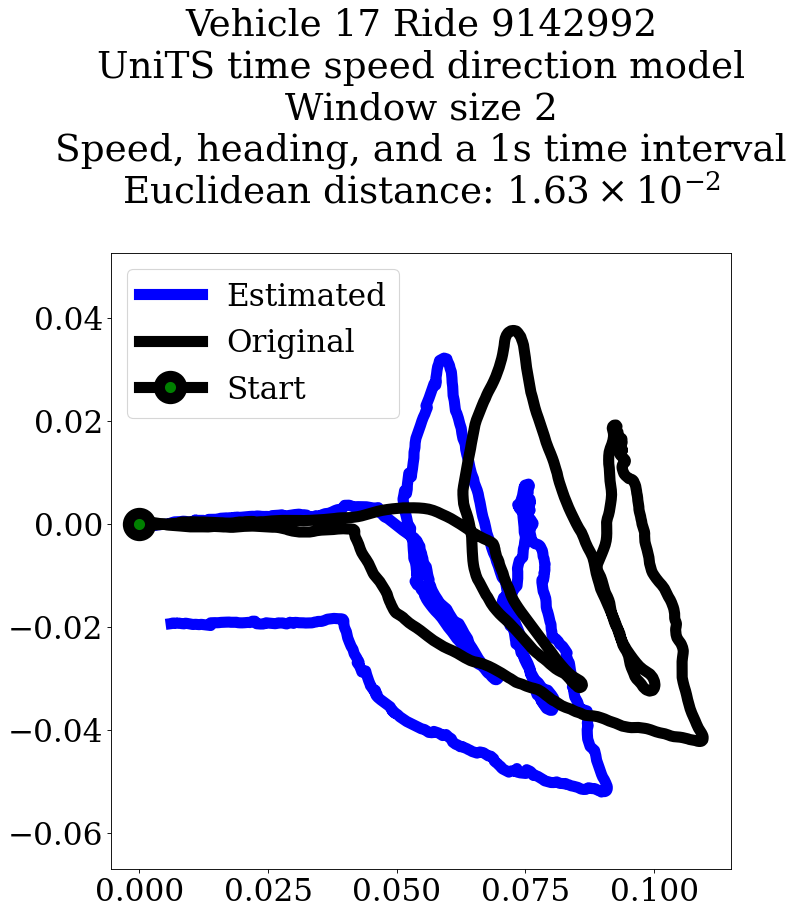 Vehicle 17 Ride 9142992
UniTS time speed direction model
Window size 2
Speed, heading, and a 1s time interval
Euclidean distance: 1.63 × 10⁻²
Estimated
Original
Start
0.04
0.02
0.00
−0.02
−0.04
−0.06
0.000 0.025 0.050 0.075 0.100